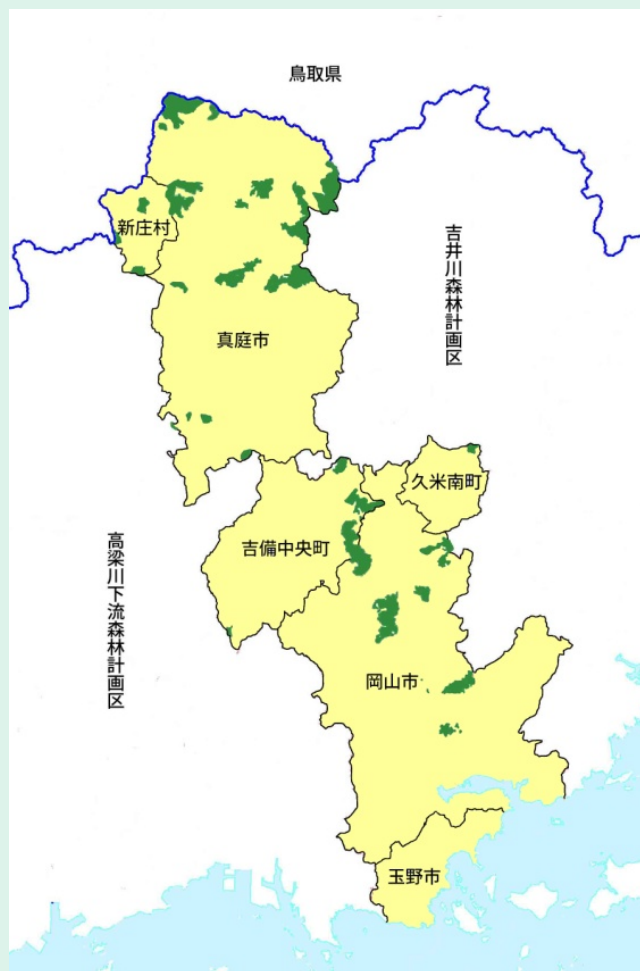 鳥取県
新庄村
吉井川森林計画区
真庭市
久米南町
吉備中央町
高梁川下流森林計画区
岡山市
玉野市